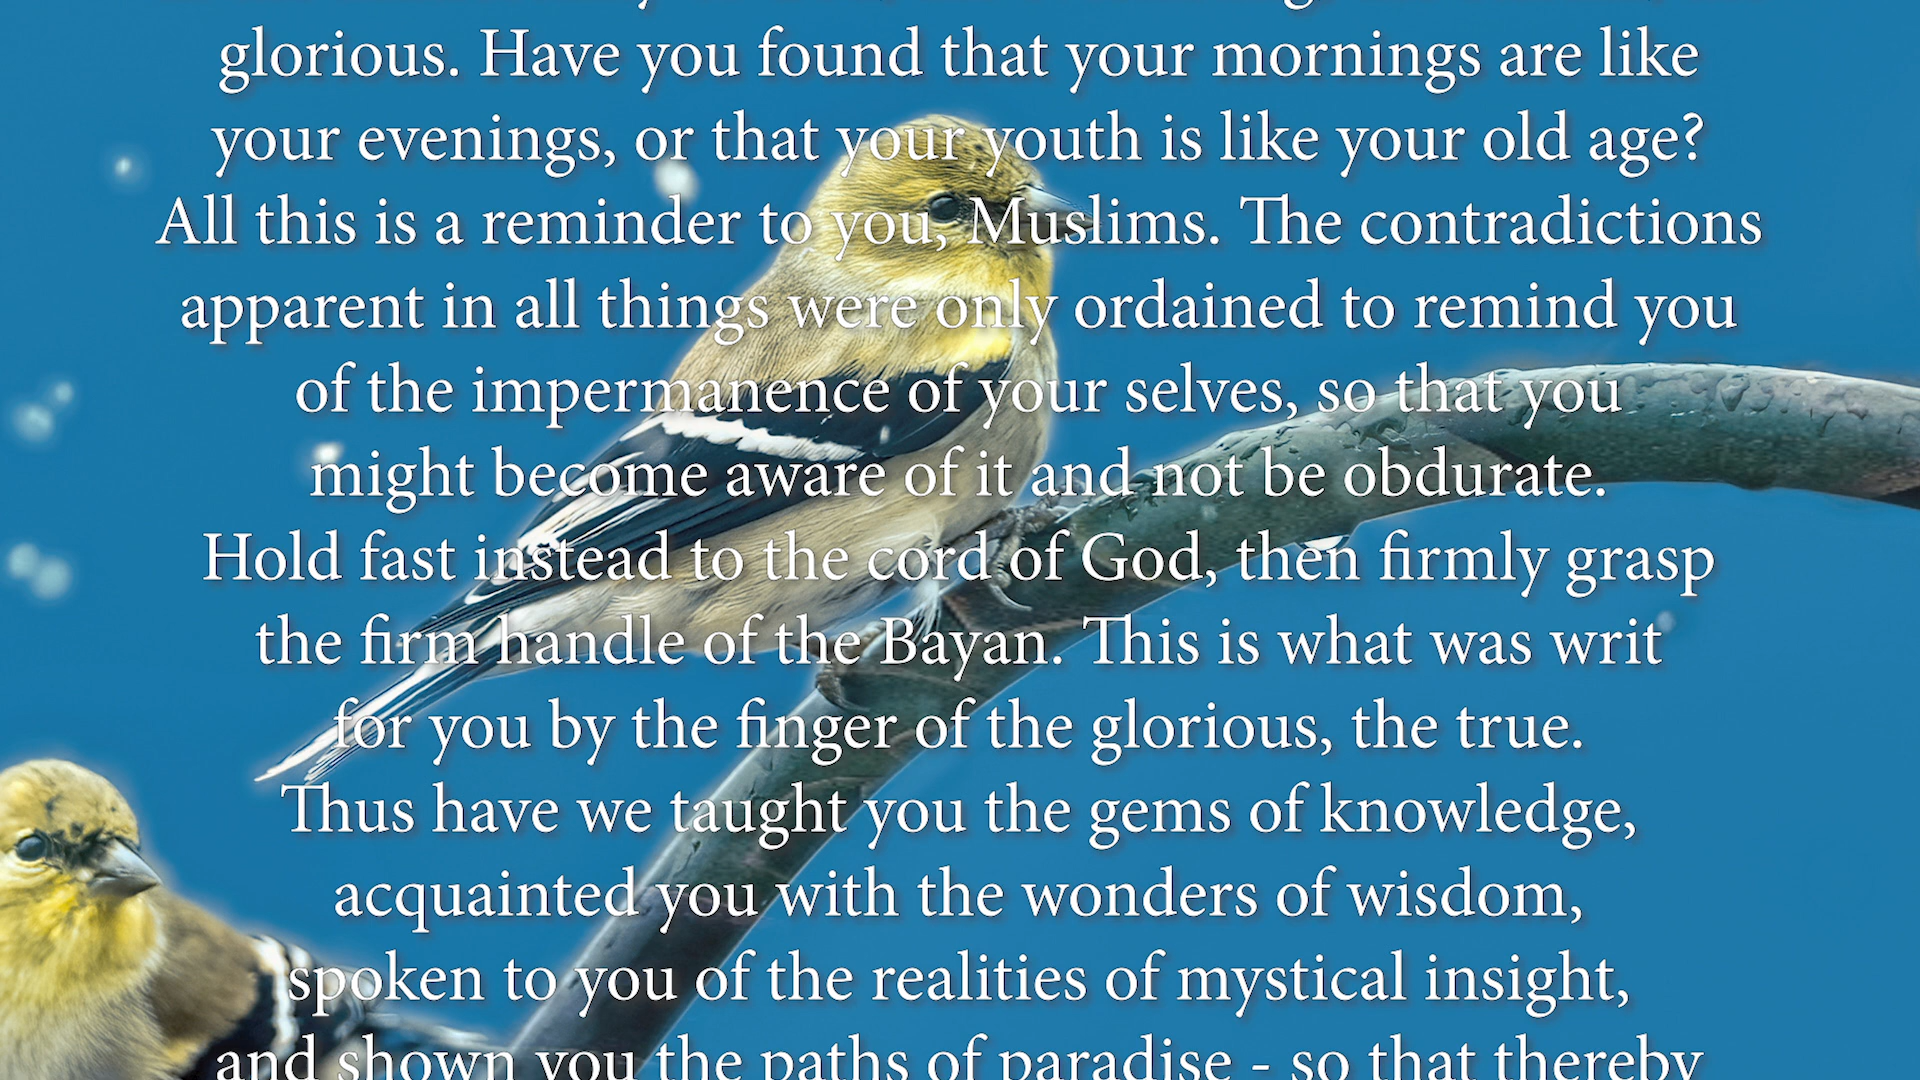 glorious. Have you found that your mornings are like
your evenings, or that your youth is like your old age?
All this is a reminder to you, Muslims. The contradictions
apparent in all things were only ordained to remind you
of the impermanence of your selves, so that you
might become aware of it and not be obdurate.
Hold fast instead to the cord of God, then firmly grasp
the firm handle of the Bayan. This is what was writ
for you by the finger of the glorious, the true.
Thus have we taught you the gems of knowledge,
acquainted you with the wonders of wisdom,
spoken to you of the realities of mystical insight,
and shown you the paths of paradise - so that thereby